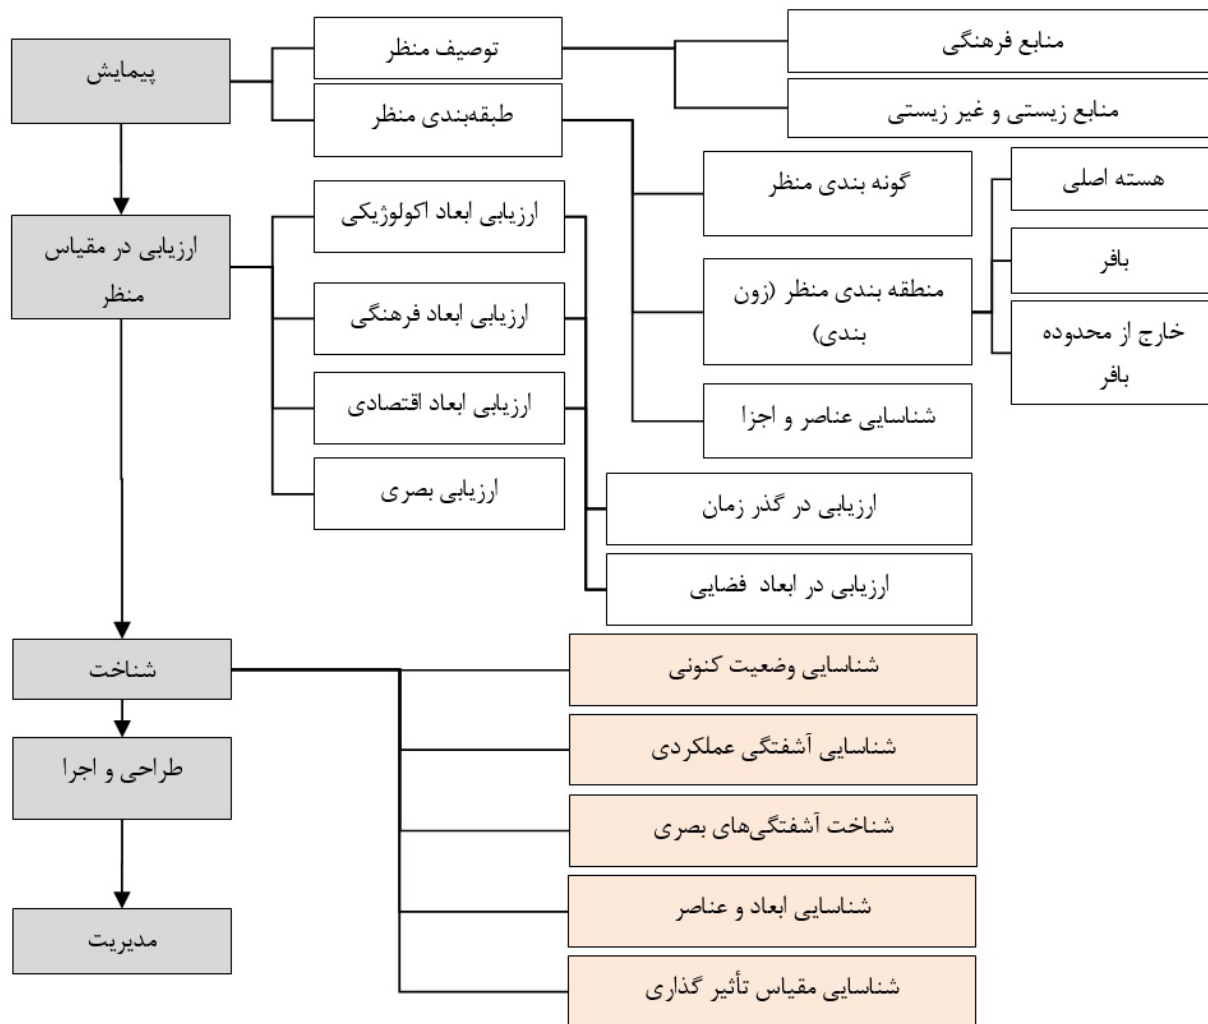 پیمایش
توصیف منظر
منابع فرهنگی
منابع زیستی و غیر زیستی
طبقه‌بندی منظر
گونه بندی منظر
هسته اصلی
منطقه بندی منظر (زون
بندی)
بافر
خارج از محدوده
بافر
شناسایی عناصر و اجزا
ارزیابی در مقیاس
منظر
ارزیابی ابعاد اکولوژیکی
ارزیابی ابعاد فرهنگی
ارزیابی ابعاد اقتصادی
ارزیابی بصری
ارزیابی در گذر زمان
ارزیابی در ابعاد فضایی
شناخت
شناسایی وضعیت کنونی
شناسایی آشفتگی عملکردی
شناخت آشفتگی‌های بصری
شناسایی ابعاد و عناصر
شناسایی مقیاس تأثیر گذاری
طراحی و اجرا
مدیریت